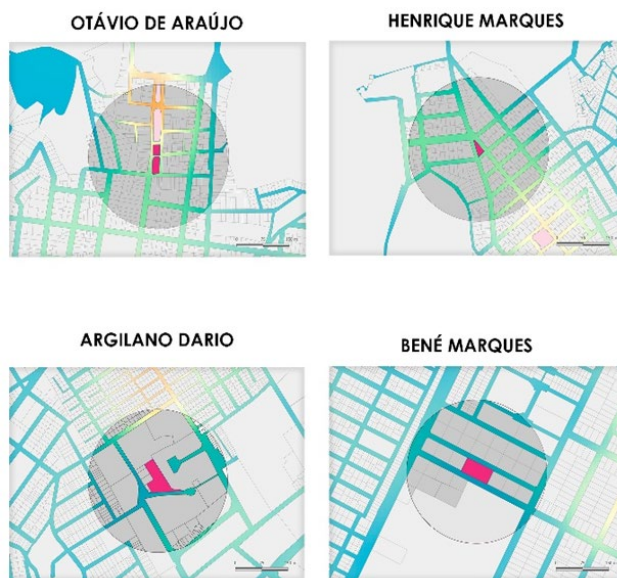 OTÁVIO DE ARAÚJO
HENRIQUE MARQUES
ARGILANO DARIO
BENÉ MARQUES